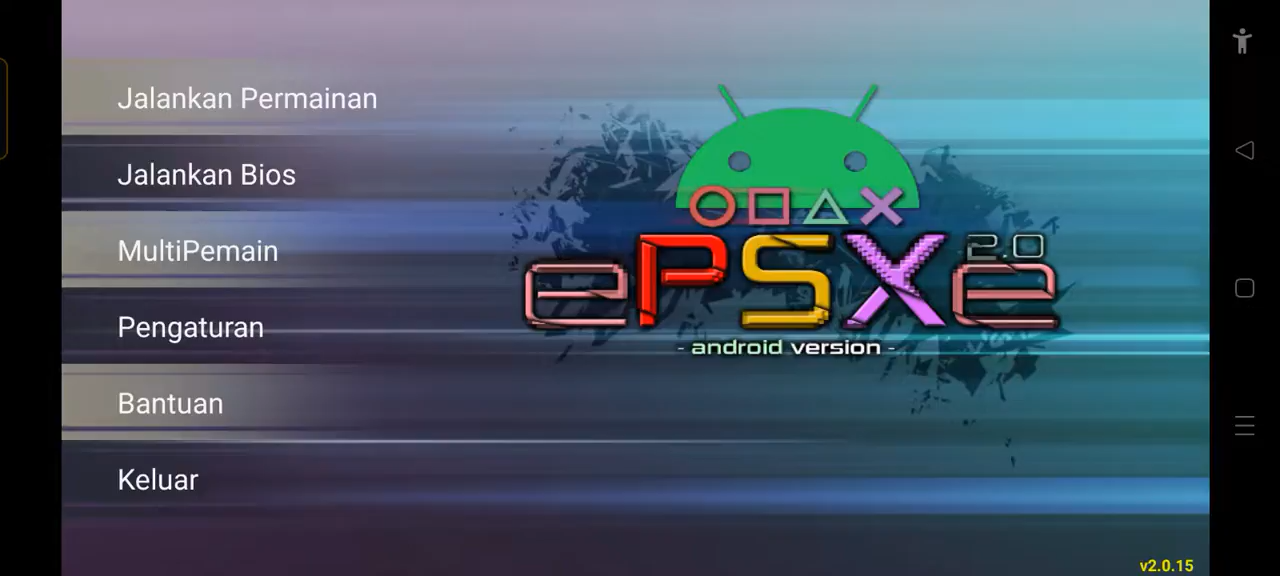 Jalankan Permainan
Jalankan Bios
MultiPemain
Pengaturan
Bantuan
Keluar
ePSXe 2.0
- android version -
v2.0.15